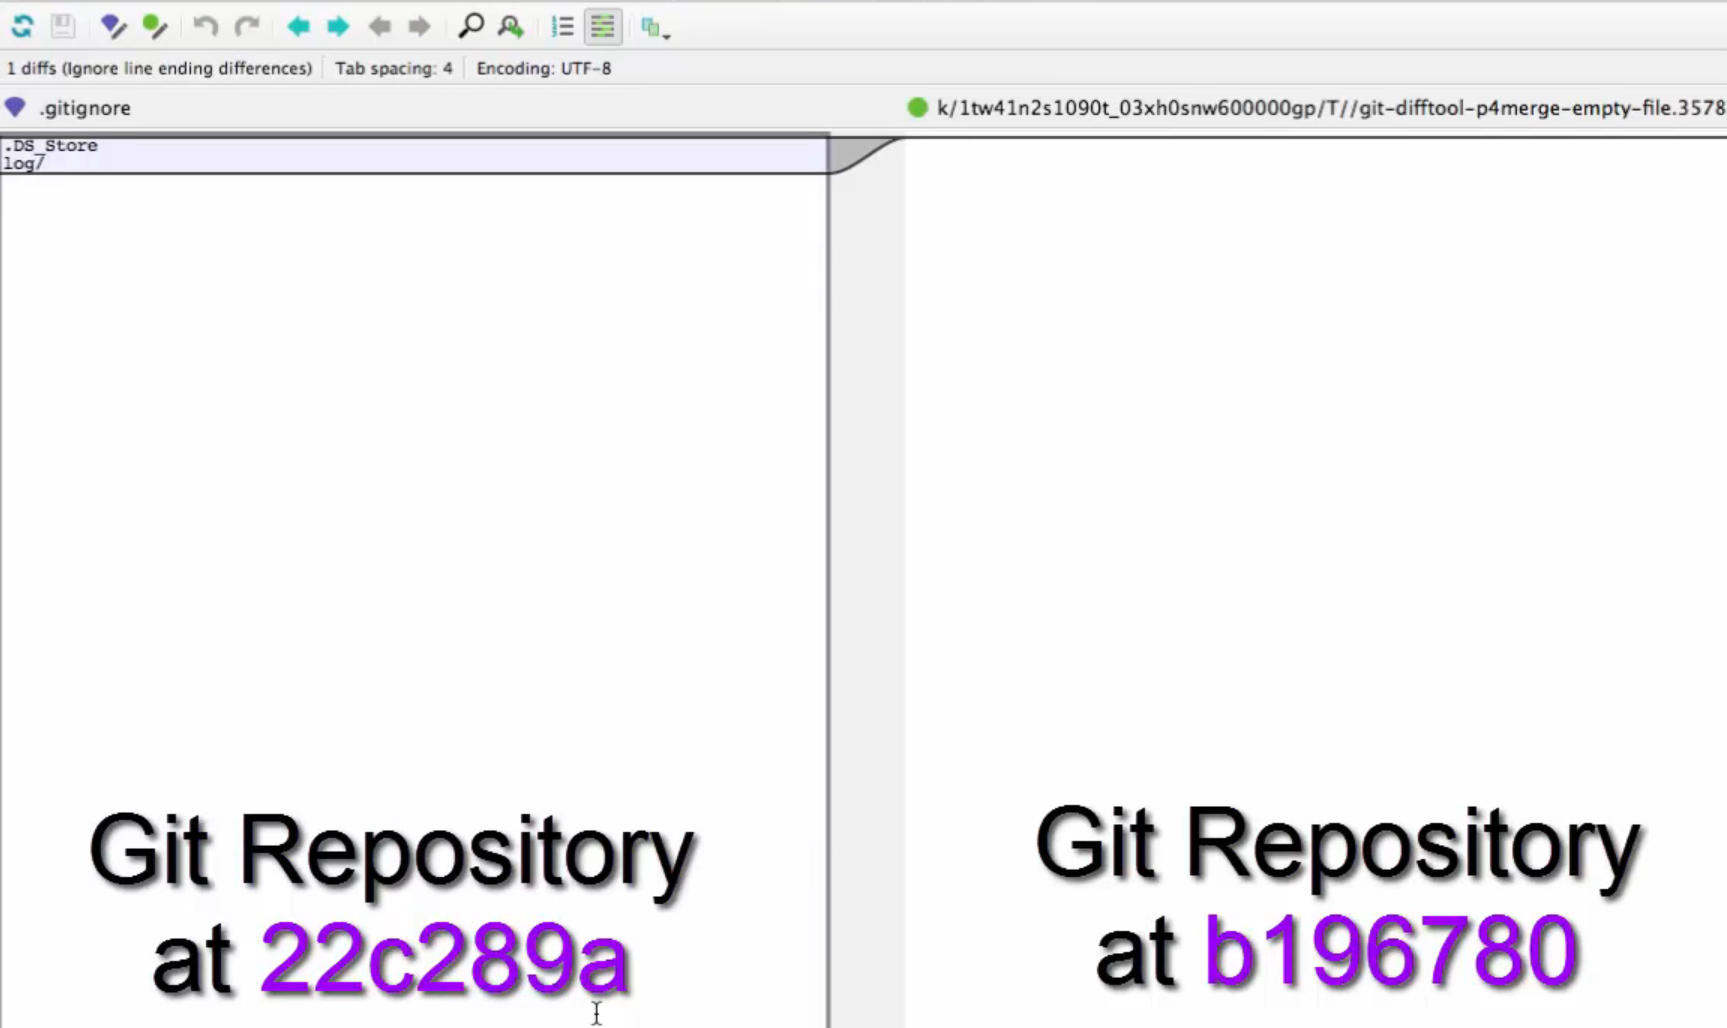 1 diffs (Ignore line ending differences) Tab spacing: 4 Encoding: UTF-8
.gitignore
k/1tw41n2s1090t_03xh0snw600000gp/T//git-difftool-p4merge-empty-file.3578
.DS_Store
log/
Git Repository
at 22c289a
Git Repository
at b196780